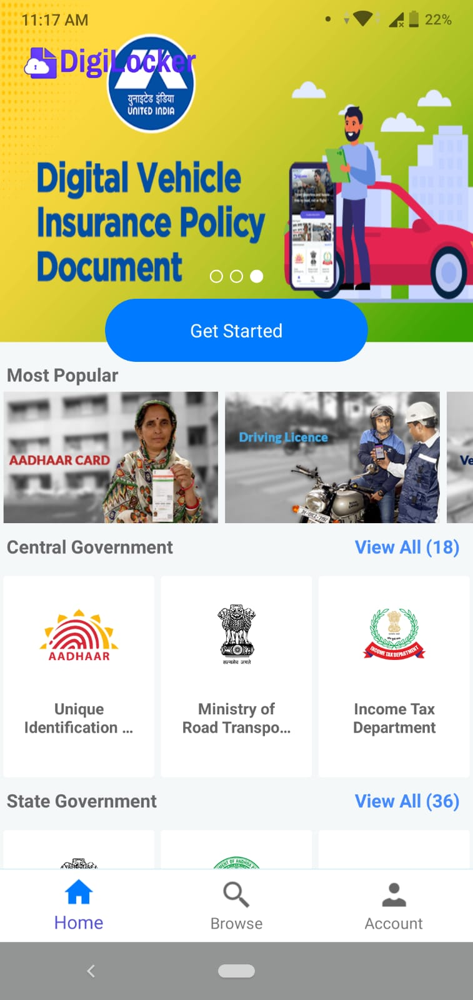 11:17 AM
22%
DigiLocker
युनाइटेड इंडिया
UNITED INDIA
Digital Vehicle
Insurance Policy
Document
Get Started
Most Popular
AADHAAR CARD
Driving Licence
Ve
Central Government
View All (18)
AADHAAR
सत्यमेव जयते
INCOME TAX DEPARTMENT
Unique
Identification ...
Ministry of
Road Transpo...
Income Tax
Department
State Government
View All (36)
Home
Browse
Account